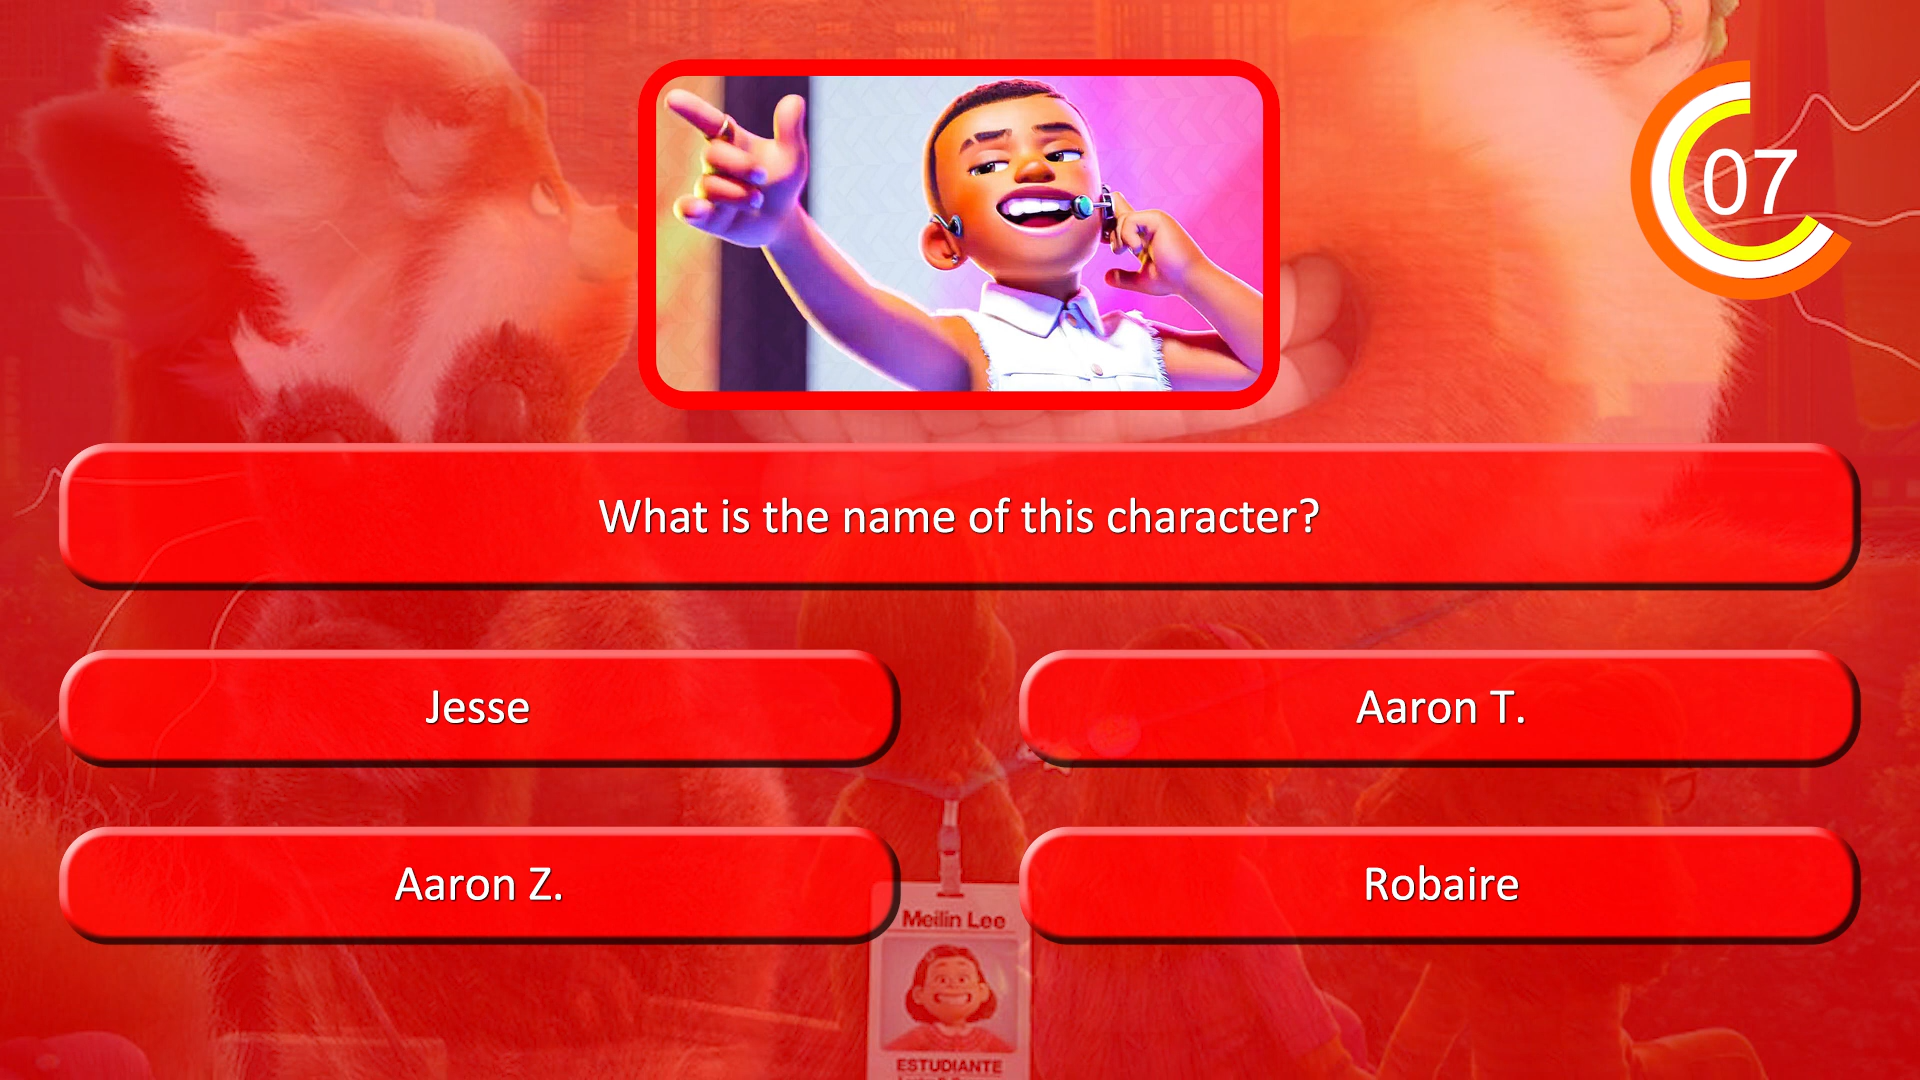 07
What is the name of this character?
Jesse
Aaron T.
Aaron Z.
Robaire
Meilin Lee
ESTUDIANTE